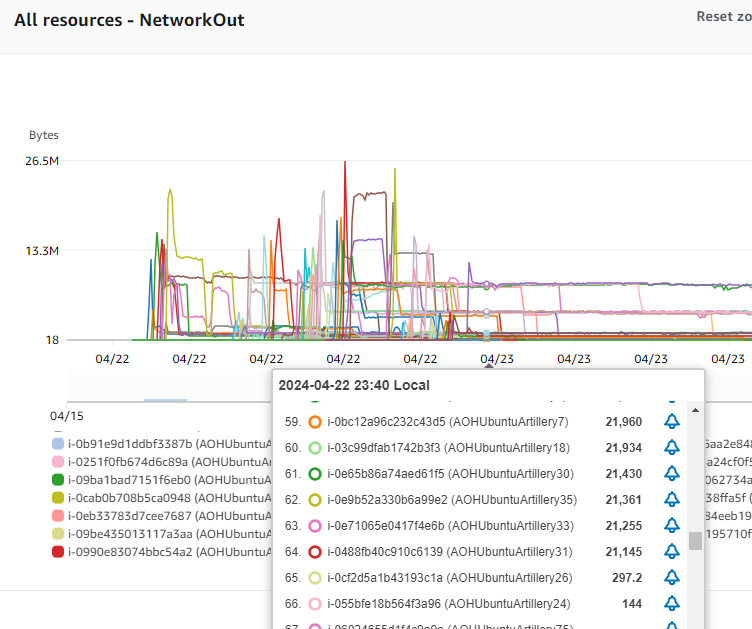 All resources - NetworkOut
Reset zo
Bytes
26.5M
13.3M
18
04/22 04/22 04/22 04/22 04/22 04/23 04/23 04/23 04/23
2024-04-22 23:40 Local
04/15
59. i-0bc12a96c232c43d5 (AOHUbuntuArtillery7) 21,960
60. i-03c99dfab1742b3f3 (AOHUbuntuArtillery18) 21,934
61. i-0e65b86a74aed61f5 (AOHUbuntuArtillery30) 21,430
62. i-0e9b52a330b6a99e2 (AOHUbuntuArtillery35) 21,361
63. i-0e71065e0417f4e6b (AOHUbuntuArtillery33) 21,255
64. i-0488fb40c910c6139 (AOHUbuntuArtillery31) 21,145
65. i-0cf2d5a1b43193c1a (AOHUbuntuArtillery26) 297.2
66. i-055bfe18b564f3a96 (AOHUbuntuArtillery24) 144
i-0b91e9d1ddbf3387b (AOHUbuntuA
i-0251f0fb674d6c89a (AOHUbuntuA
i-09ba1bad7151f6eb0 (AOHUbuntuA
i-0cab0b708b5ca0948 (AOHUbuntuA
i-0eb33783d7cee7687 (AOHUbuntuA
i-09be435013117a3aa (AOHUbuntuA
i-0990e83074bbc54a2 (AOHUbuntuA
a24cf0f5
062734a
38ffa5f (
84eeb19
195710f